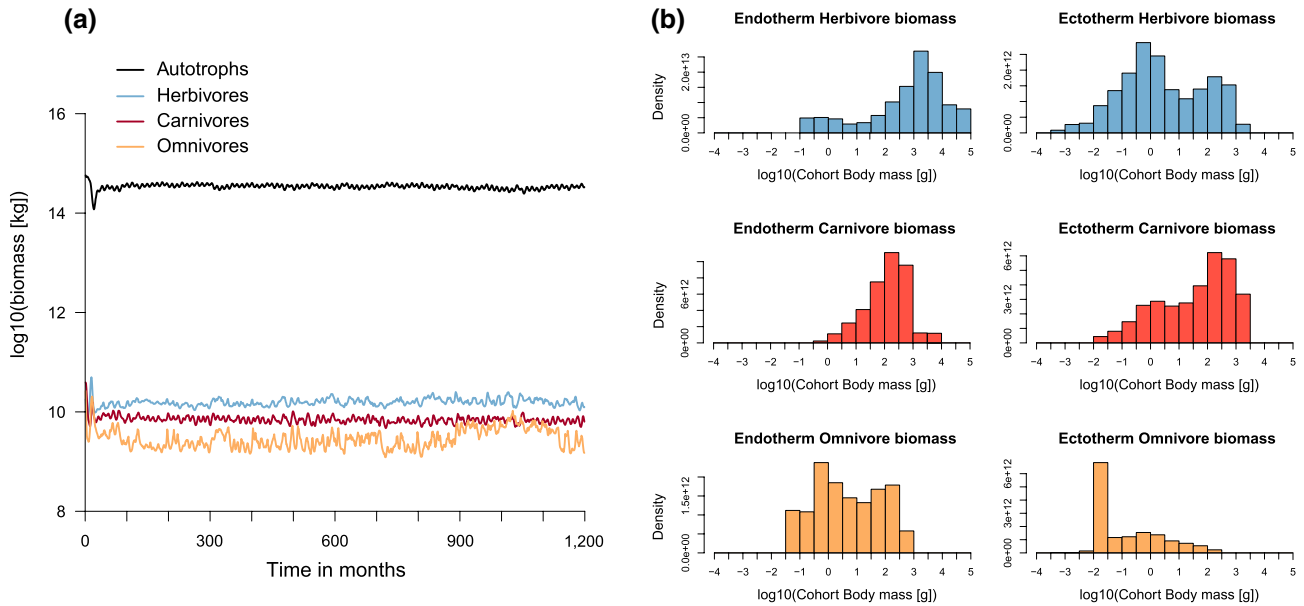 (a)
Autotrophs
Herbivores
Carnivores
Omnivores
log10(biomass [kg])
16
14
12
10
8
0 300 600 900 1,200
Time in months
(b)
Endotherm Herbivore biomass
Density
0.0e+00 2.0e+13
−4 −3 −2 −1 0 1 2 3 4 5
log10(Cohort Body mass [g])
Ectotherm Herbivore biomass
0.0e+00 2.0e+12
−4 −3 −2 −1 0 1 2 3 4 5
log10(Cohort Body mass [g])
Endotherm Carnivore biomass
Density
0e+00 6e+12
−4 −3 −2 −1 0 1 2 3 4 5
log10(Cohort Body mass [g])
Ectotherm Carnivore biomass
0e+00 3e+12 6e+12
−4 −3 −2 −1 0 1 2 3 4 5
log10(Cohort Body mass [g])
Endotherm Omnivore biomass
Density
0.0e+00 1.5e+12
−4 −3 −2 −1 0 1 2 3 4 5
log10(Cohort Body mass [g])
Ectotherm Omnivore biomass
0e+00 3e+12 6e+12
−4 −3 −2 −1 0 1 2 3 4 5
log10(Cohort Body mass [g])